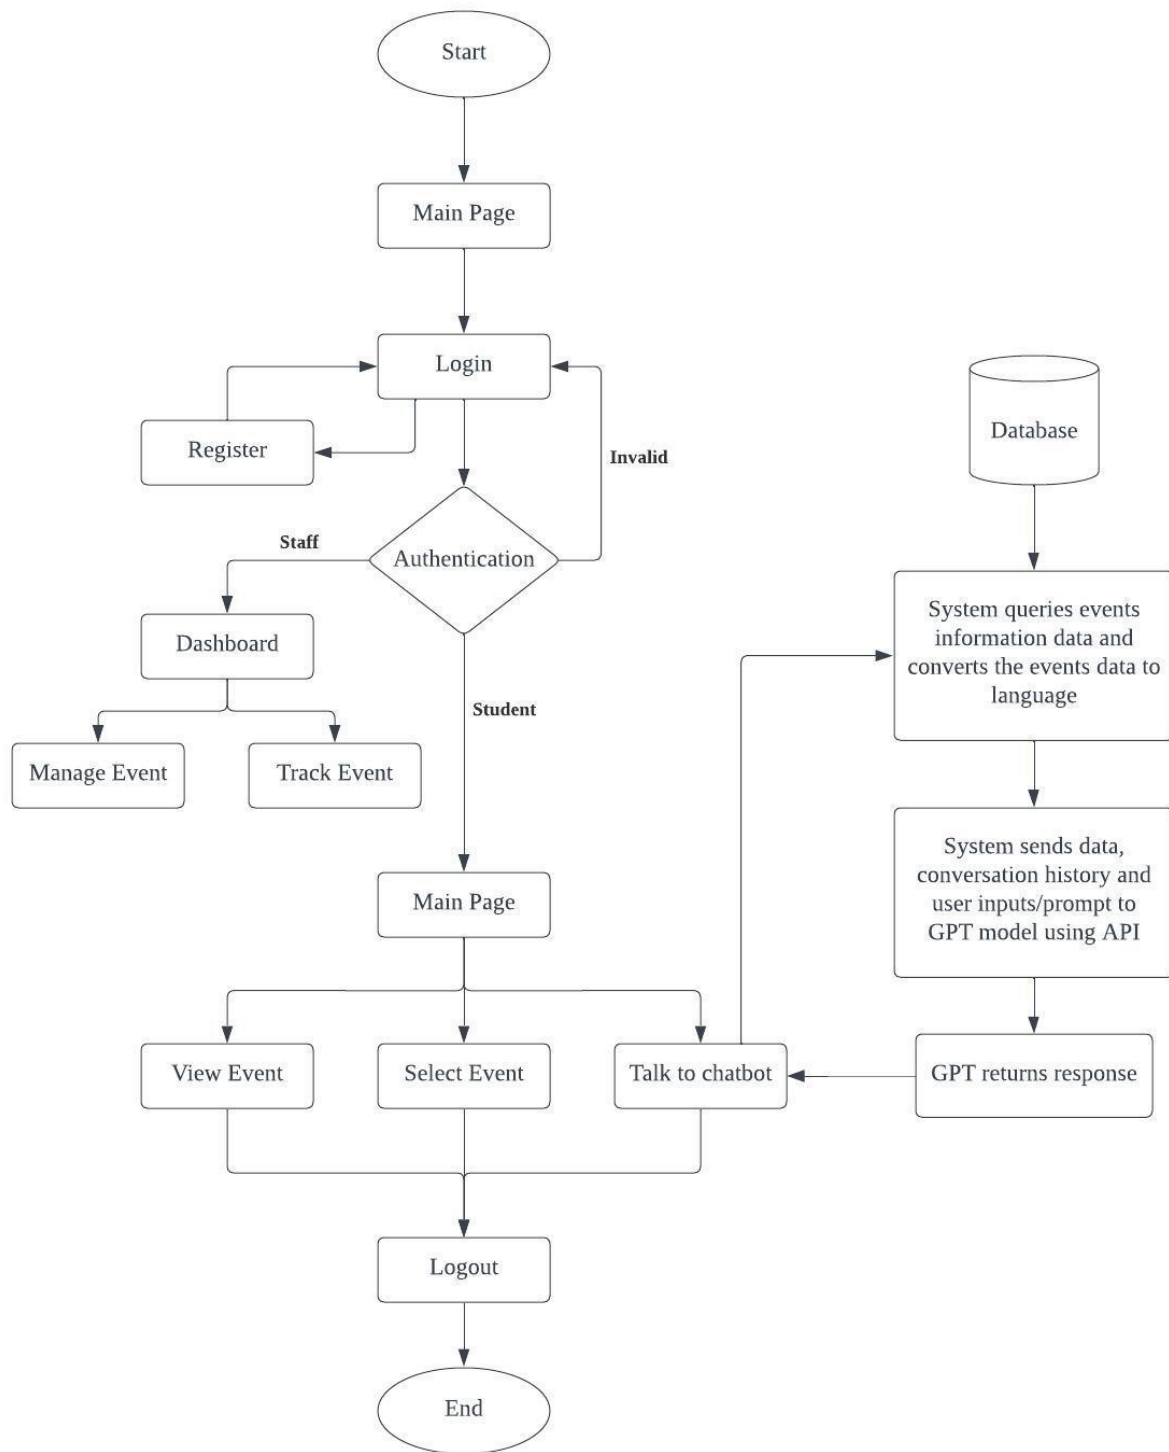 Start
Main Page
Login
Register
Invalid
Database
Staff
Authentication
Dashboard
Student
Manage Event
Track Event
System queries events
information data and
converts the events data to
language
System sends data,
conversation history and
user inputs/prompt to
GPT model using API
Main Page
View Event
Select Event
Talk to chatbot
GPT returns response
Logout
End